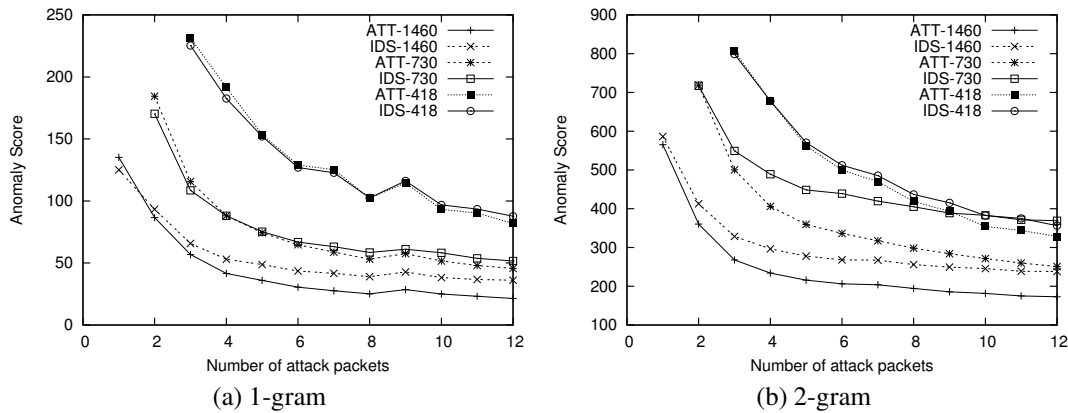 250
200
150
100
50
0
Anomaly Score
0 2 4 6 8 10 12
Number of attack packets
ATT-1460
IDS-1460
ATT-730
IDS-730
ATT-418
IDS-418
(a) 1-gram
900
800
700
600
500
400
300
200
100
Anomaly Score
0 2 4 6 8 10 12
Number of attack packets
ATT-1460
IDS-1460
ATT-730
IDS-730
ATT-418
IDS-418
(b) 2-gram